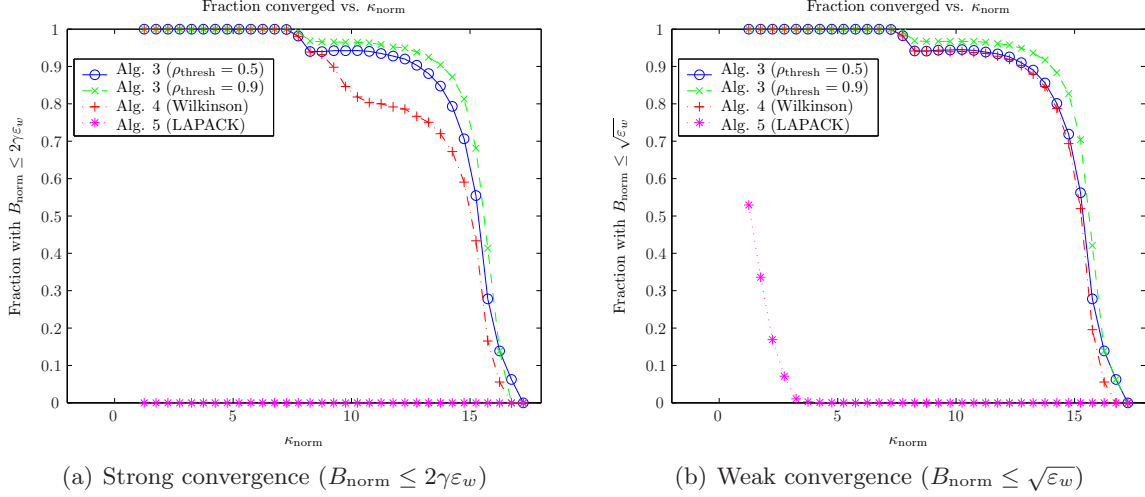 Fraction converged vs. κnorm
1
0.9
0.8
0.7
0.6
0.5
0.4
0.3
0.2
0.1
0
Fraction with Bnorm ≤ 2γεw
Alg. 3 (ρthresh = 0.5)
Alg. 3 (ρthresh = 0.9)
Alg. 4 (Wilkinson)
Alg. 5 (LAPACK)
0 5 10 15
κnorm
(a) Strong convergence (Bnorm ≤ 2γεw)
Fraction converged vs. κnorm
1
0.9
0.8
0.7
0.6
0.5
0.4
0.3
0.2
0.1
0
Fraction with Bnorm ≤ √εw
Alg. 3 (ρthresh = 0.5)
Alg. 3 (ρthresh = 0.9)
Alg. 4 (Wilkinson)
Alg. 5 (LAPACK)
0 5 10 15
κnorm
(b) Weak convergence (Bnorm ≤ √εw)